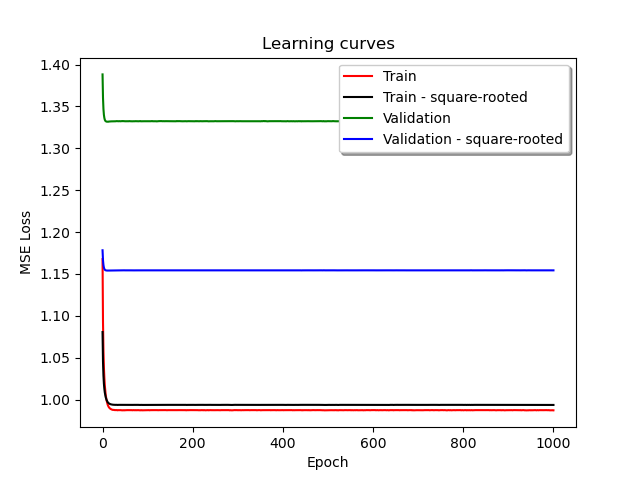 Learning curves
MSE Loss
1.40
1.35
1.30
1.25
1.20
1.15
1.10
1.05
1.00
Train
Train - square-rooted
Validation
Validation - square-rooted
0
200
400
600
800
1000
Epoch